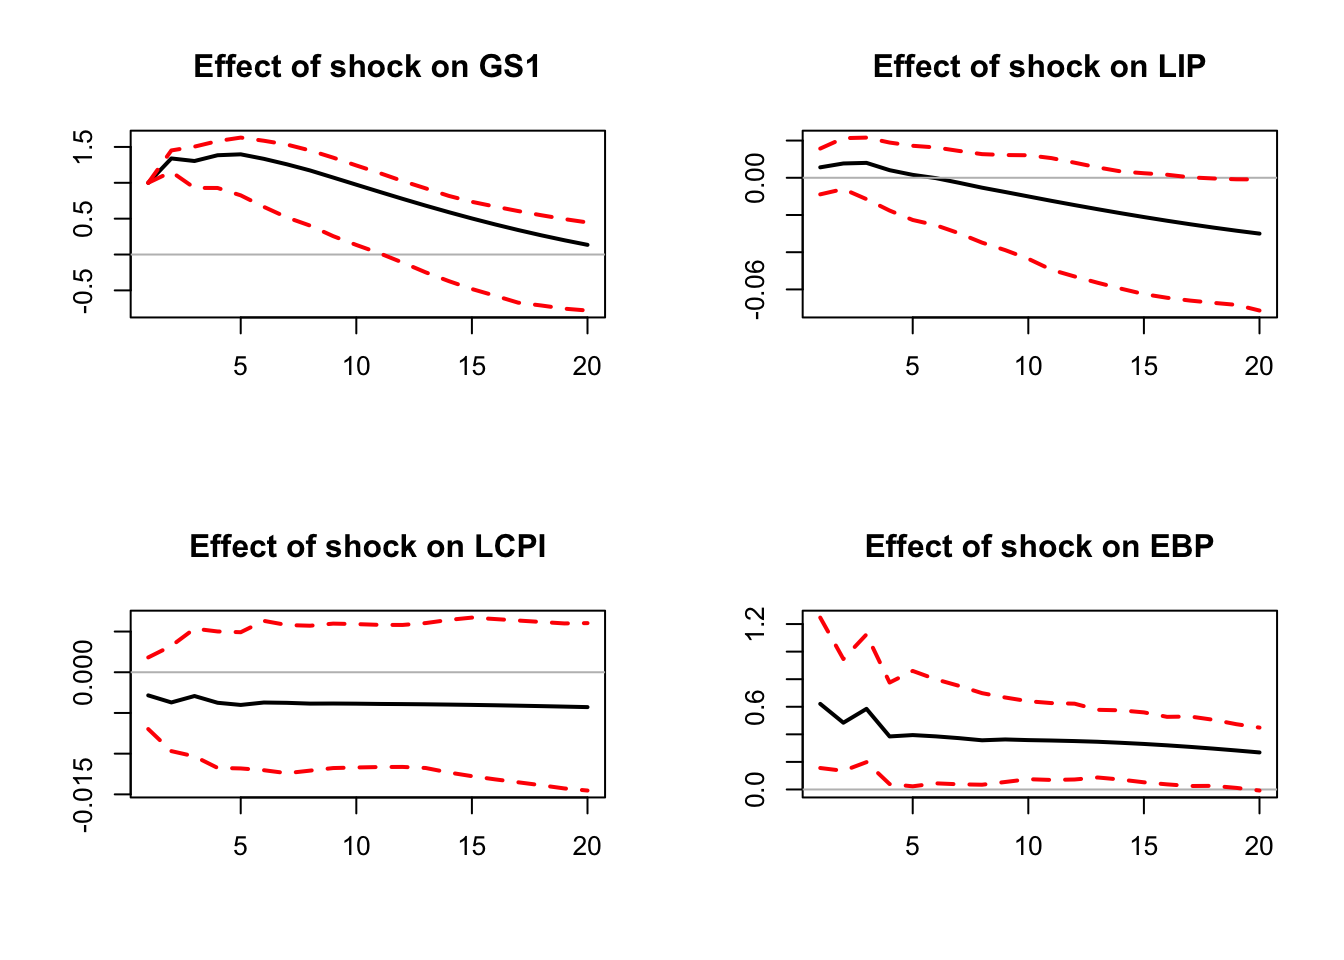 Effect of shock on GS1
1.5
0.5
-0.5
5 10 15 20
Effect of shock on LIP
0.00
-0.06
5 10 15 20
Effect of shock on LCPI
0.000
-0.015
5 10 15 20
Effect of shock on EBP
1.2
0.6
0.0
5 10 15 20